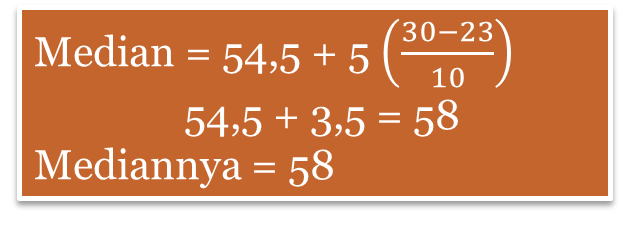 Median = 54,5 + 5 (30−23/10)
54,5 + 3,5 = 58
Mediannya = 58